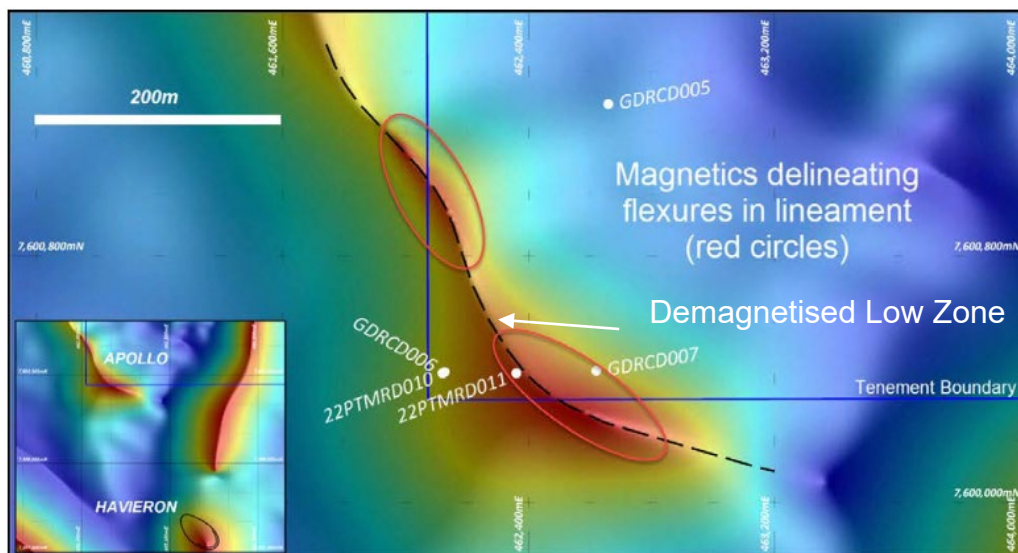 460,800mE
461,600mE
462,400mE
463,200mE
464,000mE
200m
GDRCD005
Magnetics delineating
flexures in lineament
(red circles)
7,600,800mN
7,600,800mN
Demagnetised Low Zone
GDRCD006
22PTMRD010
22PTMRD011
GDRCD007
Tenement Boundary
APOLLO
HAVIERON
7,600,000mN
462,400mE
463,200mE
464,000mE